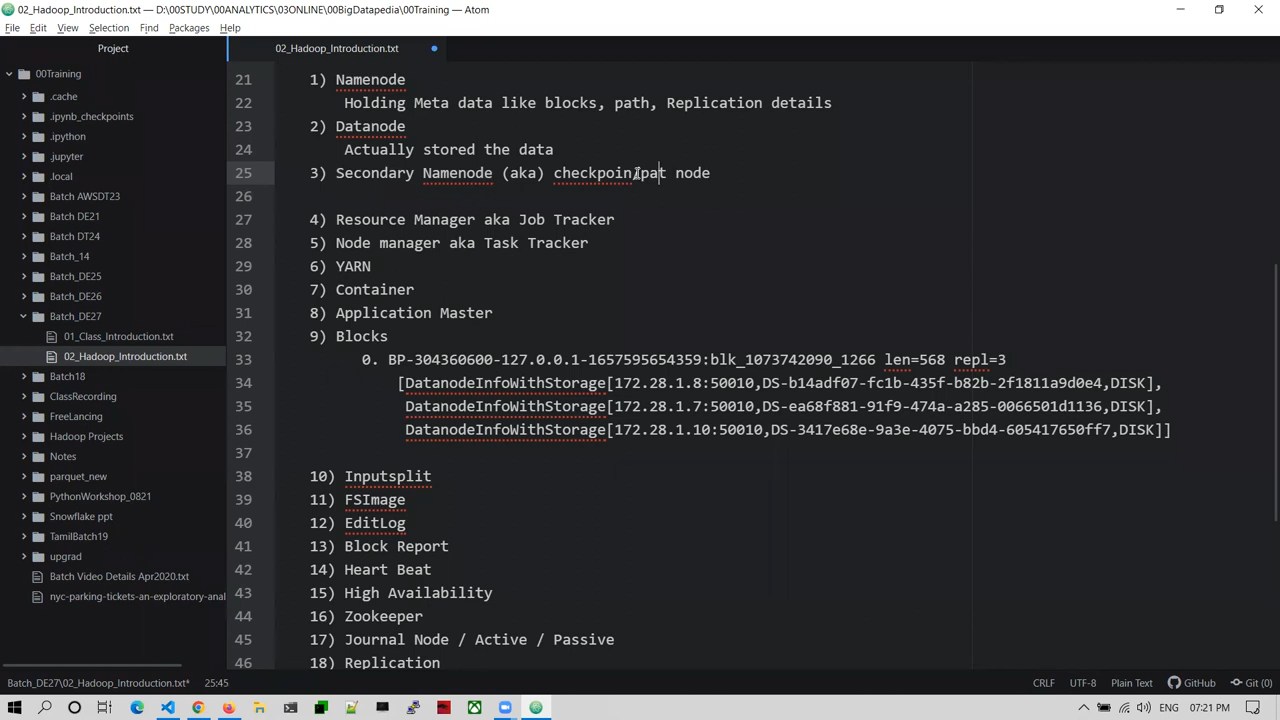 02_Hadoop_Introduction.txt — D:\00STUDY\00ANALYTICS\03ONLINE\00BigDatapedia\00Training — Atom
File Edit View Selection Find Packages Help
Project
00Training
.cache
.ipynb_checkpoints
.ipython
.jupyter
.local
Batch AWSDT23
Batch DE21
Batch DT24
Batch_14
Batch_DE25
Batch_DE26
Batch_DE27
01_Class_Introduction.txt
02_Hadoop_Introduction.txt
Batch18
ClassRecording
FreeLancing
Hadoop Projects
Notes
parquet_new
PythonWorkshop_0821
Snowflake ppt
TamilBatch19
upgrad
Batch Video Details Apr2020.txt
nyc-parking-tickets-an-exploratory-anal
02_Hadoop_Introduction.txt
21 1) Namenode
22 Holding Meta data like blocks, path, Replication details
23 2) Datanode
24 Actually stored the data
25 3) Secondary Namenode (aka) checkpoin/pat node
26
27 4) Resource Manager aka Job Tracker
28 5) Node manager aka Task Tracker
29 6) YARN
30 7) Container
31 8) Application Master
32 9) Blocks
33 0. BP-304360600-127.0.0.1-1657595654359:blk_1073742090_1266 len=568 repl=3
34 [DatanodeInfoWithStorage[172.28.1.8:50010,DS-b14adf07-fc1b-435f-b82b-2f1811a9d0e4,DISK],
35 DatanodeInfoWithStorage[172.28.1.7:50010,DS-ea68f881-91f9-474a-a285-0066501d1136,DISK],
36 DatanodeInfoWithStorage[172.28.1.10:50010,DS-3417e68e-9a3e-4075-bbd4-605417650ff7,DISK]]
37
38 10) Inputsplit
39 11) FSImage
40 12) EditLog
41 13) Block Report
42 14) Heart Beat
43 15) High Availability
44 16) Zookeeper
45 17) Journal Node / Active / Passive
46 18) Replication
Batch_DE27\02_Hadoop_Introduction.txt* 25:45 CRLF UTF-8 Plain Text GitHub Git (0)
07:21 PM